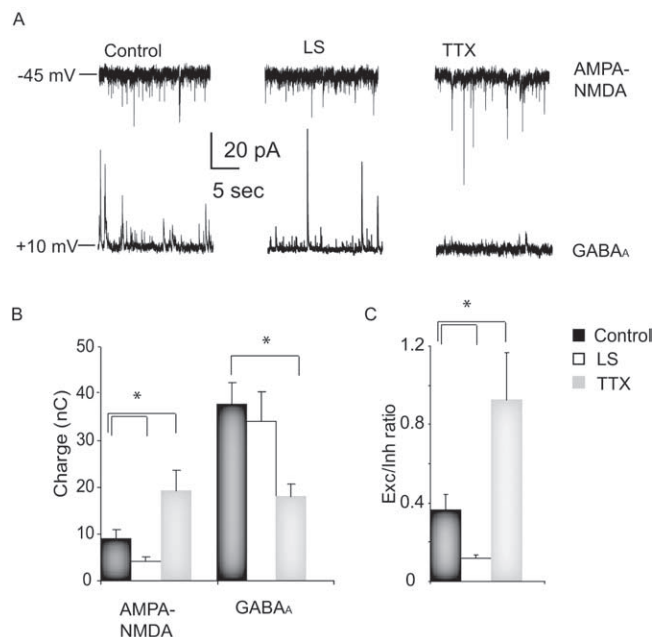 A
Control
LS
TTX
-45 mV
AMPA-
NMDA
20 pA
5 sec
+10 mV
GABAA
B
C
*
*
*
Control
LS
TTX
50
40
30
20
10
0
Charge (nC)
1.2
0.8
0.4
0
Exc/Inh ratio
AMPA-
NMDA
GABAA